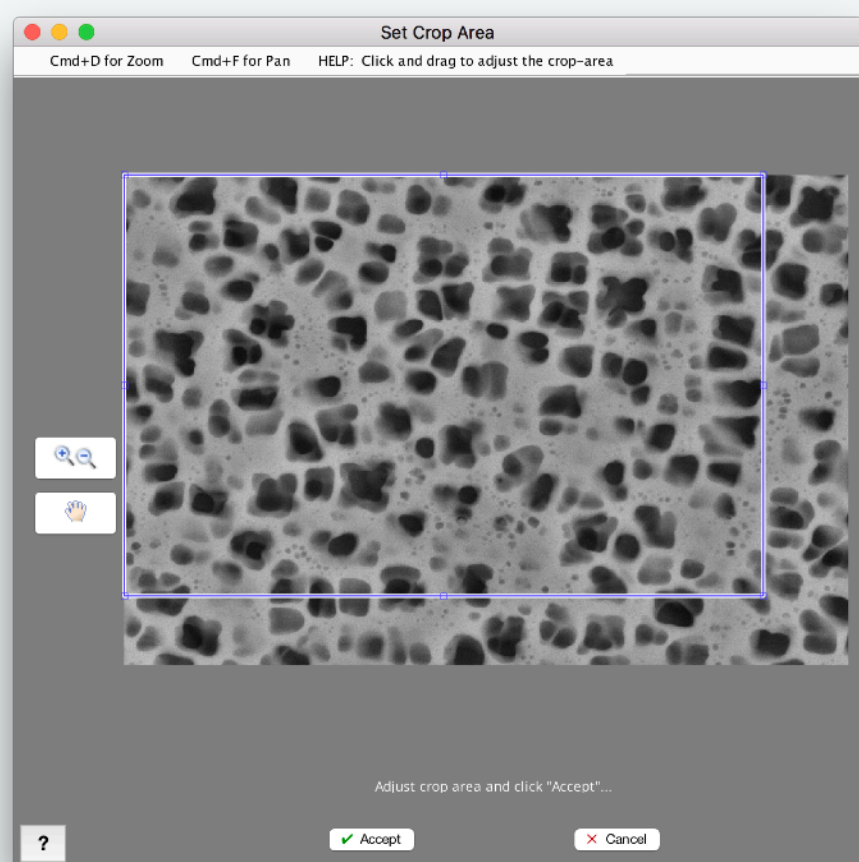 Set Crop Area
Cmd+D for Zoom Cmd+F for Pan HELP: Click and drag to adjust the crop-area
Adjust crop area and click "Accept"...
? Accept Cancel